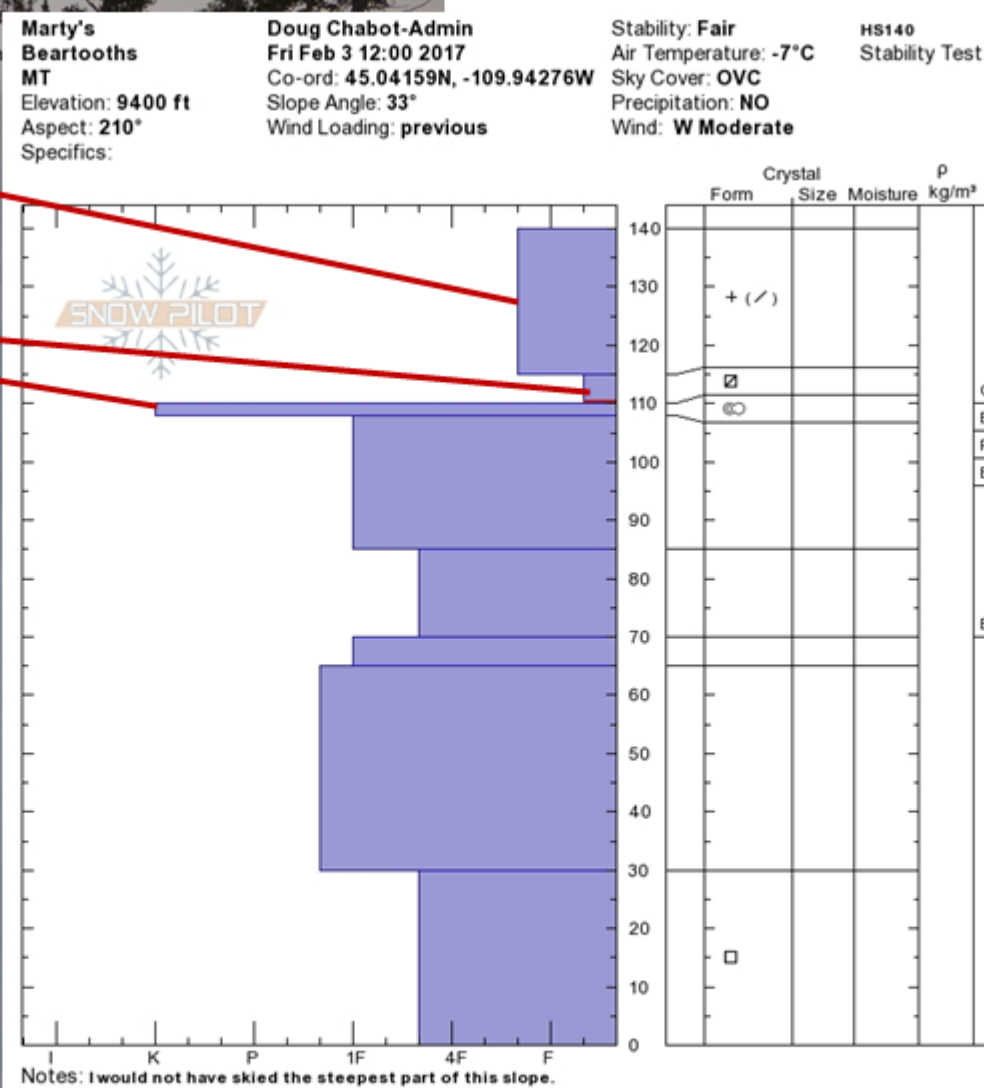 Marty's Doug Chabot-Admin Stability: Fair HS140
Beartooths Fri Feb 3 12:00 2017 Air Temperature: -7°C Stability Test
MT Co-ord: 45.04159N, -109.94276W Sky Cover: OVC
Elevation: 9400 ft Slope Angle: 33° Precipitation: NO
Aspect: 210° Wind Loading: previous Wind: W Moderate
Specifics:
Crystal ρ
Form Size Moisture kg/m³
SNOW PILOT
140
130
+ (/)
120
110
100
90
80
70
60
50
40
30
20
10
0
I K P 1F 4F F
Notes: I would not have skied the steepest part of this slope.